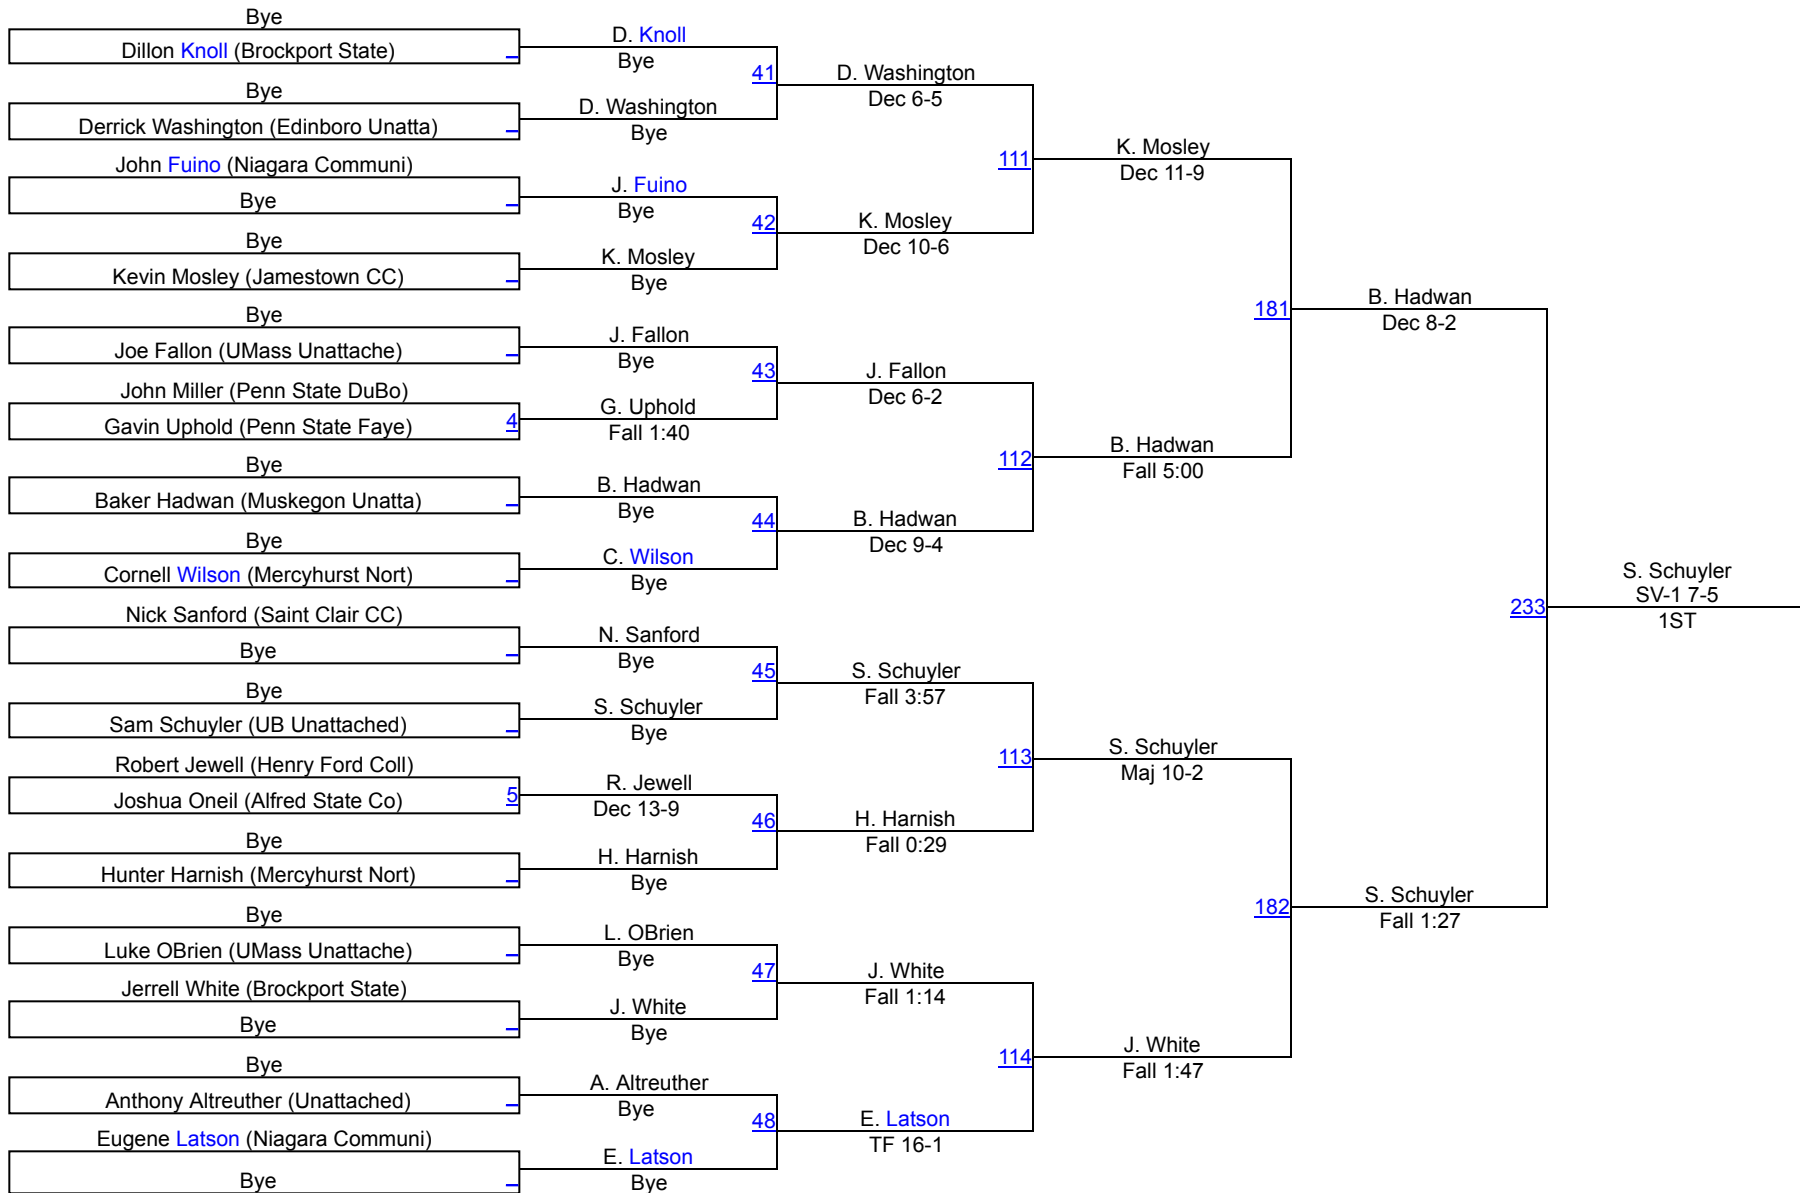 Bye
Dillon Knoll (Brockport State)
Bye
Derrick Washington (Edinboro Unatta)
John Fuino (Niagara Communi)
Bye
Bye
Kevin Mosley (Jamestown CC)
Bye
Joe Fallon (UMass Unattache)
John Miller (Penn State DuBo)
Gavin Uphold (Penn State Faye)
4
Bye
Baker Hadwan (Muskegon Unatta)
Bye
Cornell Wilson (Mercyhurst Nort)
Nick Sanford (Saint Clair CC)
Bye
Bye
Sam Schuyler (UB Unattached)
Robert Jewell (Henry Ford Coll)
Joshua Oneil (Alfred State Co)
5
Bye
Hunter Harnish (Mercyhurst Nort)
Bye
Luke OBrien (UMass Unattache)
Jerrell White (Brockport State)
Bye
Bye
Anthony Altreuther (Unattached)
Eugene Latson (Niagara Communi)
Bye
D. Knoll
Bye
41
D. Washington
Bye
J. Fuino
Bye
42
K. Mosley
Bye
J. Fallon
Bye
43
G. Uphold
Fall 1:40
B. Hadwan
Bye
44
C. Wilson
Bye
N. Sanford
Bye
45
S. Schuyler
Bye
R. Jewell
Dec 13-9
46
H. Harnish
Bye
L. OBrien
Bye
47
J. White
Bye
A. Altreuther
Bye
48
E. Latson
Bye
D. Washington
Dec 6-5
111
K. Mosley
Dec 10-6
J. Fallon
Dec 6-2
112
B. Hadwan
Dec 9-4
S. Schuyler
Fall 3:57
113
H. Harnish
Fall 0:29
J. White
Fall 1:14
114
E. Latson
TF 16-1
K. Mosley
Dec 11-9
181
B. Hadwan
Fall 5:00
S. Schuyler
Maj 10-2
182
J. White
Fall 1:47
B. Hadwan
Dec 8-2
233
S. Schuyler
Fall 1:27
S. Schuyler
SV-1 7-5
1ST